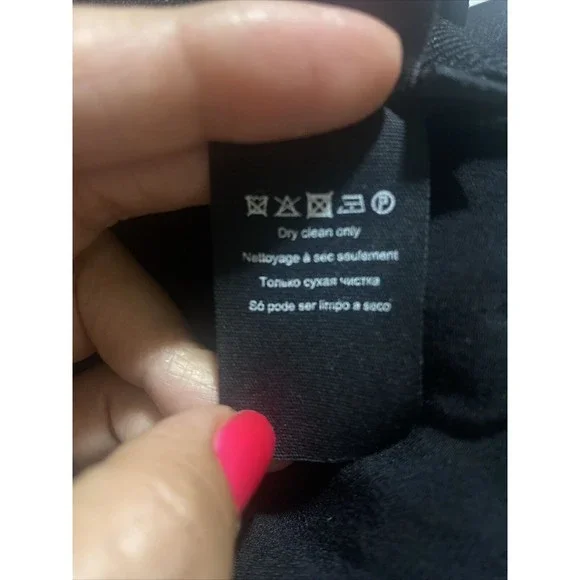 Dry clean only
Nettoyage à sec seulement
Только сухая чистка
Só pode ser limpo a seco